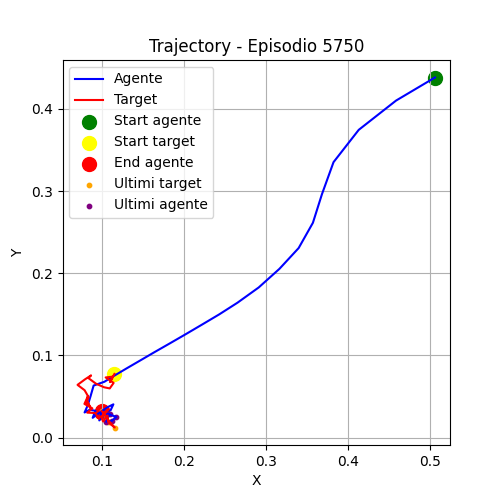 Trajectory - Episodio 5750
Agente
Target
Start agente
Start target
End agente
Ultimi target
Ultimi agente
Y
0.4
0.3
0.2
0.1
0.0
0.1
0.2
0.3
0.4
0.5
X